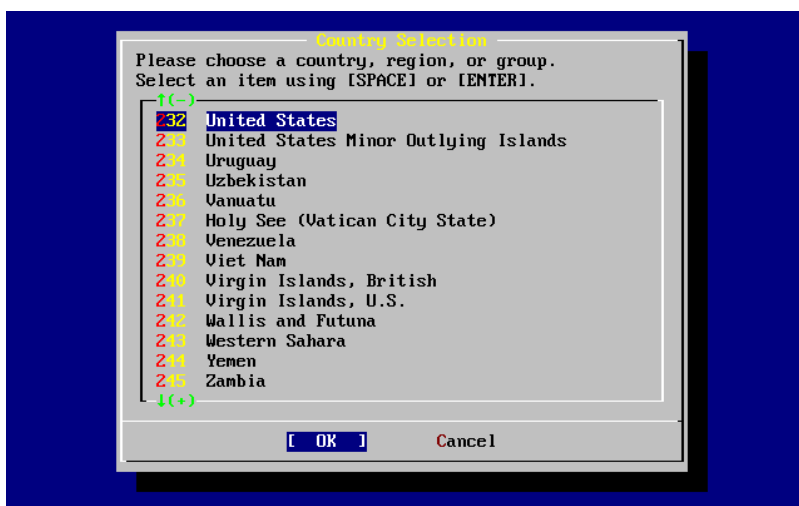 Country Selection
Please choose a country, region, or group.
Select an item using [SPACE] or [ENTER].
↑(-)
232 United States
233 United States Minor Outlying Islands
234 Uruguay
235 Uzbekistan
236 Vanuatu
237 Holy See (Vatican City State)
238 Venezuela
239 Viet Nam
240 Virgin Islands, British
241 Virgin Islands, U.S.
242 Wallis and Futuna
243 Western Sahara
244 Yemen
245 Zambia
↓(+)
[ OK ] Cancel